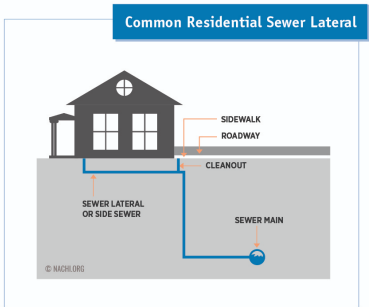 Common Residential Sewer Lateral
SIDEWALK
ROADWAY
CLEANOUT
SEWER LATERAL
OR SIDE SEWER
SEWER MAIN
© NACHI.ORG